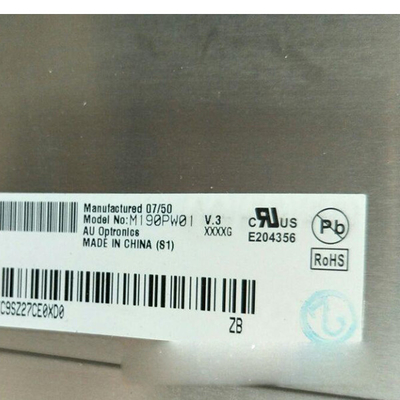 Manufactured 07/50
Model No:M190PW01 V.3
AU Optronics XXXXG
MADE IN CHINA (S1)
C US
E204356
Pb
RoHS
C9SZ27CE0XD0
ZB